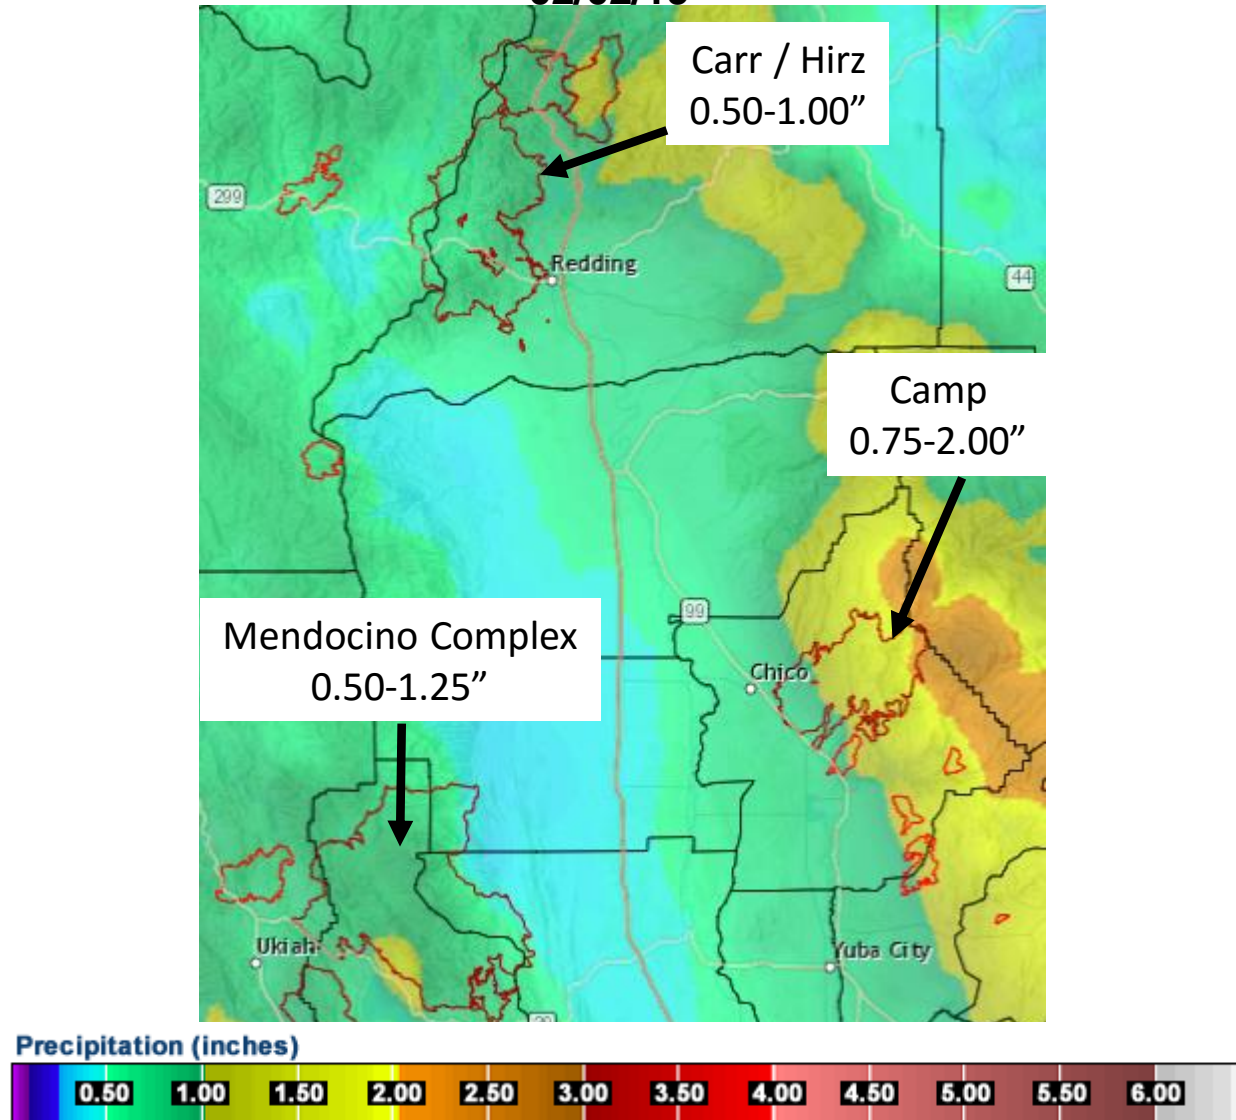 Carr / Hirz
0.50-1.00”
299
Redding
44
Camp
0.75-2.00”
99
Mendocino Complex
0.50-1.25”
Chico
Ukiah
Yuba City
Precipitation (inches)
0.50 1.00 1.50 2.00 2.50 3.00 3.50 4.00 4.50 5.00 5.50 6.00